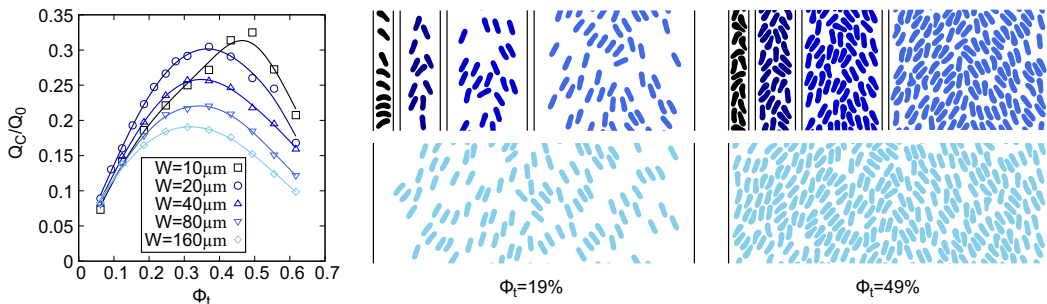 0.35
0.3
0.25
0.2
0.15
0.1
0.05
0
Q_C/Q_0
W=10µm
W=20µm
W=40µm
W=80µm
W=160µm
0 0.1 0.2 0.3 0.4 0.5 0.6 0.7
Φ_t
Φ_t=19%
Φ_t=49%